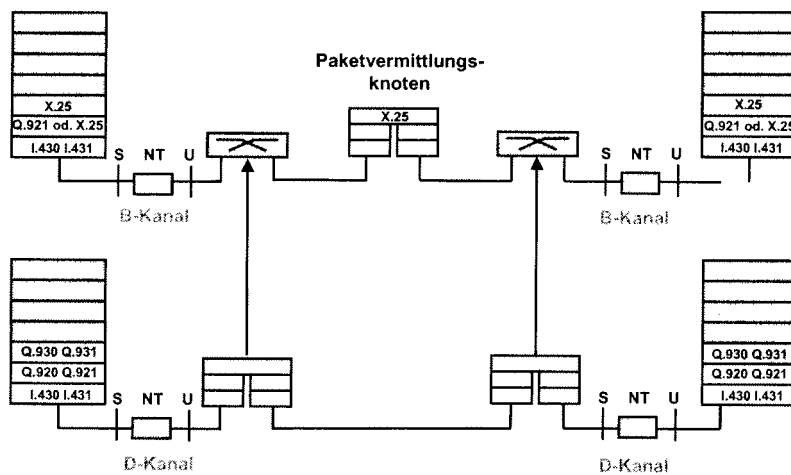 Paketvermittlungs-
knoten
X.25
Q.921 od. X.25
I.430 I.431
S NT U
B-Kanal
X.25
X.25
Q.921 od. X.25
I.430 I.431
S NT U
B-Kanal
Q.930 Q.931
Q.920 Q.921
I.430 I.431
S NT U
D-Kanal
Q.930 Q.931
Q.920 Q.921
I.430 I.431
S NT U
D-Kanal